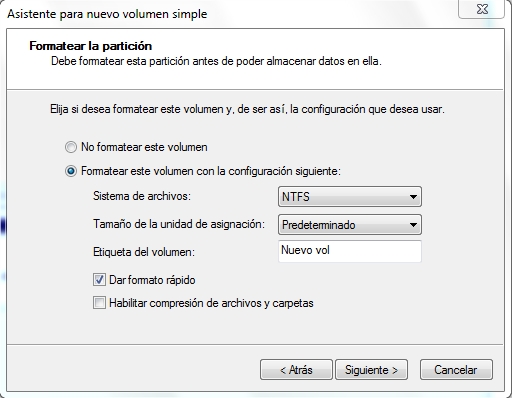 Asistente para nuevo volumen simple
Formatear la partición
Debe formatear esta partición antes de poder almacenar datos en ella.
Elija si desea formatear este volumen y, de ser así, la configuración que desea usar.
No formatear este volumen
Formatear este volumen con la configuración siguiente:
Sistema de archivos: NTFS
Tamaño de la unidad de asignación: Predeterminado
Etiqueta del volumen: Nuevo vol
Dar formato rápido
Habilitar compresión de archivos y carpetas
< Atrás Siguiente > Cancelar